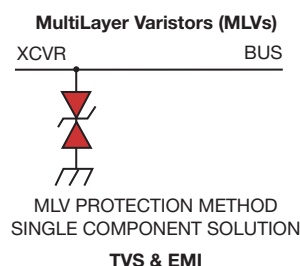 MultiLayer Varistors (MLVs)
XCVR BUS
MLV PROTECTION METHOD
SINGLE COMPONENT SOLUTION
TVS & EMI